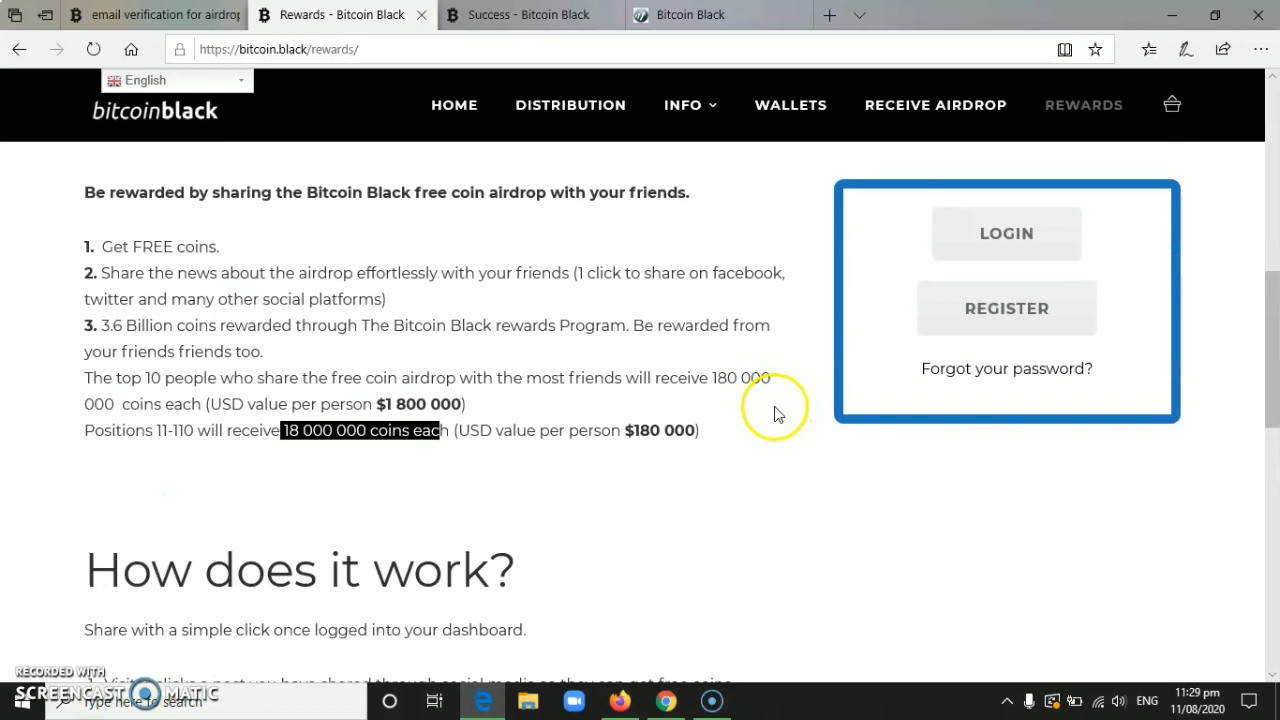 email verification for airdrop
Rewards - Bitcoin Black
Success - Bitcoin Black
Bitcoin Black
https://bitcoin.black/rewards/
English
bitcoinblack
HOME
DISTRIBUTION
INFO
WALLETS
RECEIVE AIRDROP
REWARDS
Be rewarded by sharing the Bitcoin Black free coin airdrop with your friends.
1. Get FREE coins.
2. Share the news about the airdrop effortlessly with your friends (1 click to share on facebook,
twitter and many other social platforms)
3. 3.6 Billion coins rewarded through The Bitcoin Black rewards Program. Be rewarded from
your friends friends too.
The top 10 people who share the free coin airdrop with the most friends will receive 180 000
000 coins each (USD value per person $1 800 000)
Positions 11-110 will receive 18 000 000 coins each (USD value per person $180 000)
LOGIN
REGISTER
Forgot your password?
How does it work?
Share with a simple click once logged into your dashboard.
RECORDED WITH
SCREENCAST MATIC
Type here to search
ENG
11:29 pm
11/08/2020